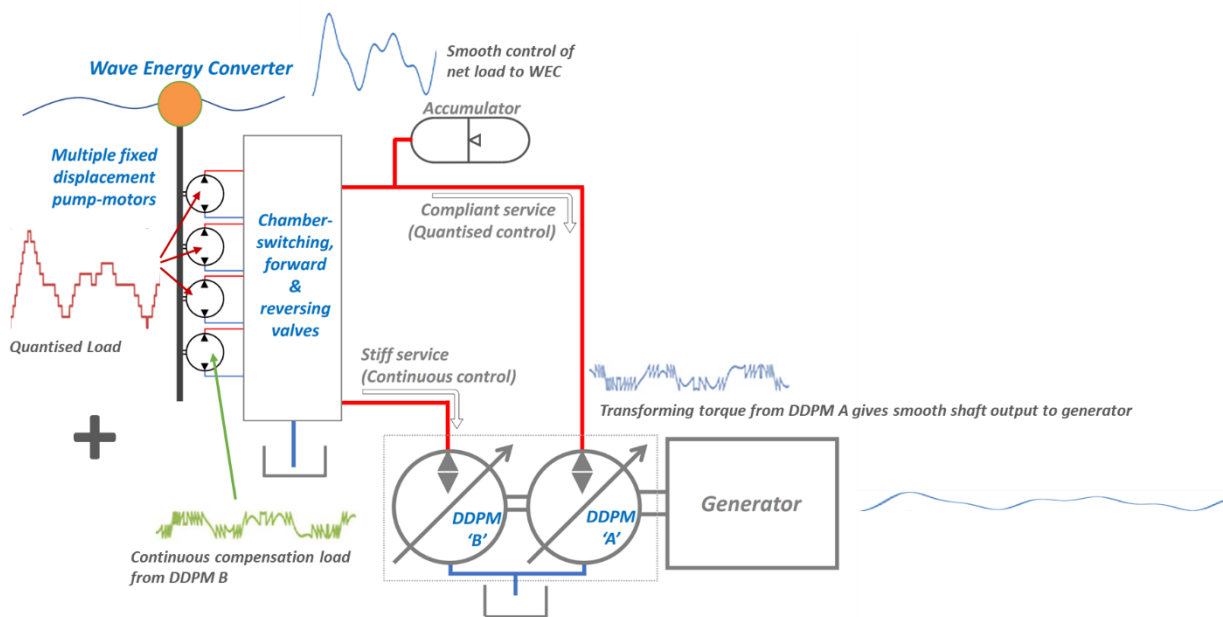 Smooth control of
net load to WEC
Wave Energy Converter
Accumulator
Multiple fixed
displacement
pump-motors
Chamber-
switching,
forward
&
reversing
valves
Compliant service
(Quantised control)
Quantised Load
Stiff service
(Continuous control)
Transforming torque from DDPM A gives smooth shaft output to generator
DDPM
'B'
DDPM
'A'
Generator
Continuous compensation load
from DDPM B